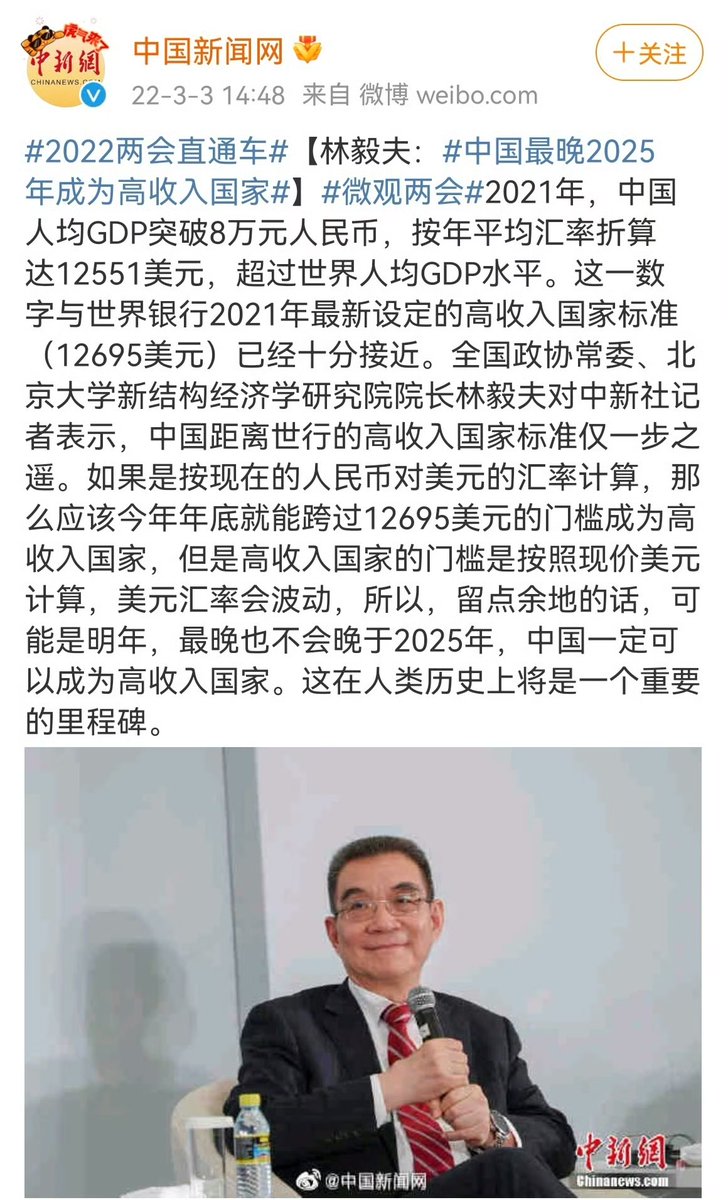 虎气来了
中新網
CHINANEWS.COM
中国新闻网
22-3-3 14:48 来自 微博 weibo.com
+关注
#2022两会直通车#【林毅夫：#中国最晚2025
年成为高收入国家#】#微观两会#2021年，中国
人均GDP突破8万元人民币，按年平均汇率折算
达12551美元，超过世界人均GDP水平。这一数
字与世界银行2021年最新设定的高收入国家标准
（12695美元）已经十分接近。全国政协常委、北
京大学新结构经济学研究院院长林毅夫对中新社记
者表示，中国距离世行的高收入国家标准仅一步之
遥。如果是按现在的人民币对美元的汇率计算，那
么应该今年年底就能跨过12695美元的门槛成为高
收入国家，但是高收入国家的门槛是按照现价美元
计算，美元汇率会波动，所以，留点余地的话，可
能是明年，最晚也不会晚于2025年，中国一定可
以成为高收入国家。这在人类历史上将是一个重要
的里程碑。
中新網
Chinanews.com
@中国新闻网